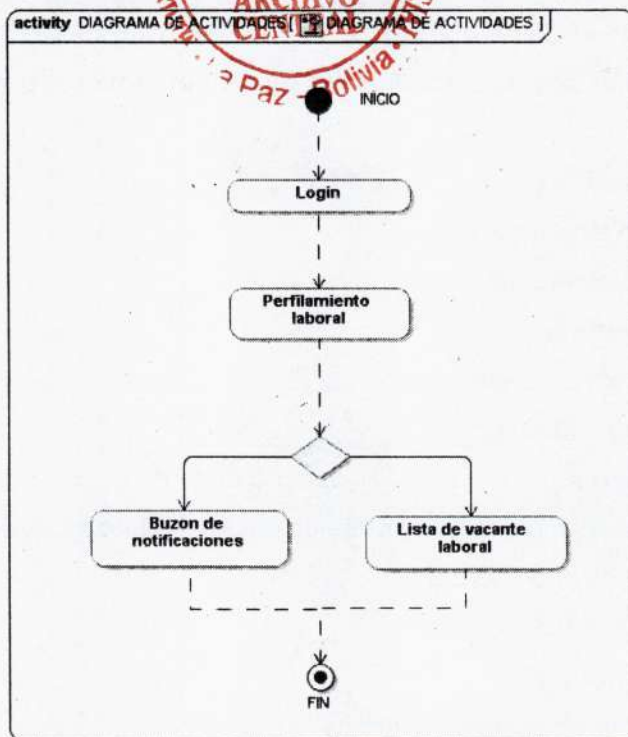 ARCHIVO
CENTRAL
La Paz - Bolivia
activity DIAGRAMA DE ACTIVIDADES [ DIAGRAMA DE ACTIVIDADES ]
INICIO
Login
Perfilamiento
laboral
Buzon de
notificaciones
Lista de vacante
laboral
FIN